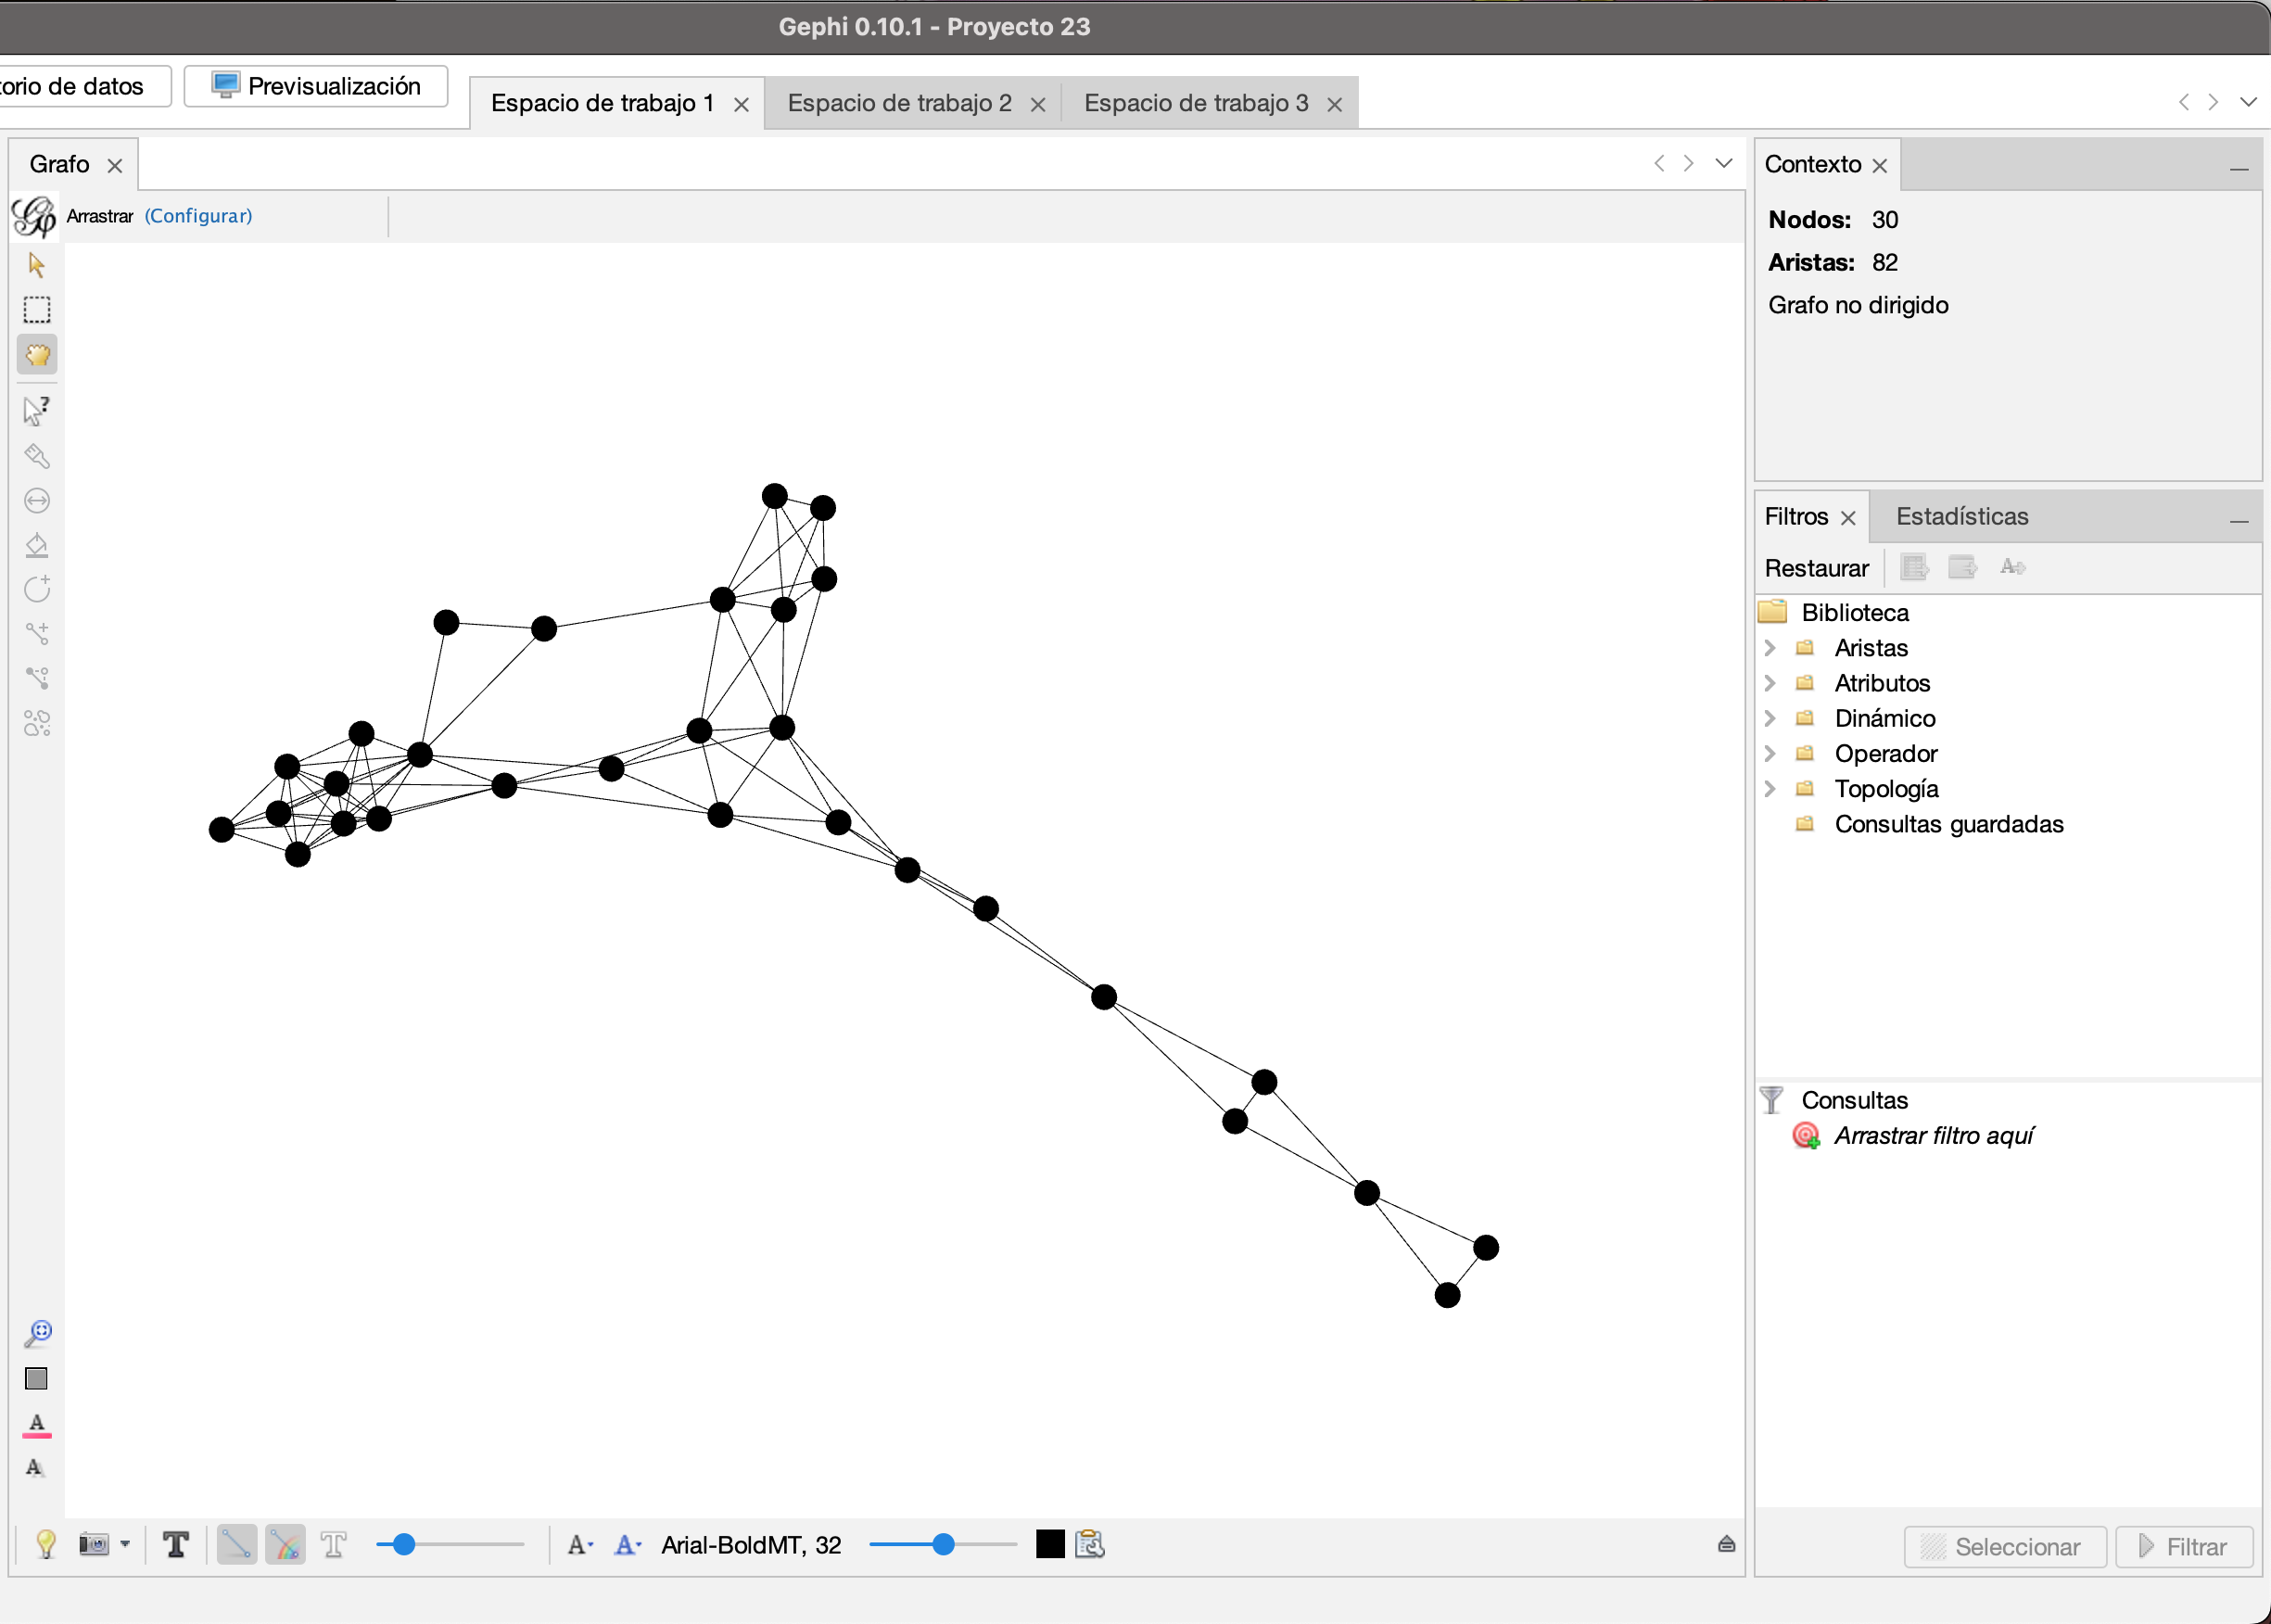 Gephi 0.10.1 - Proyecto 23
torio de datos
Previsualización
Espacio de trabajo 1
Espacio de trabajo 2
Espacio de trabajo 3
Grafo
Arrastrar (Configurar)
Contexto
Nodos: 30
Aristas: 82
Grafo no dirigido
Filtros
Estadísticas
Restaurar
Biblioteca
Aristas
Atributos
Dinámico
Operador
Topología
Consultas guardadas
Consultas
Arrastrar filtro aquí
Arial-BoldMT, 32
Seleccionar
Filtrar